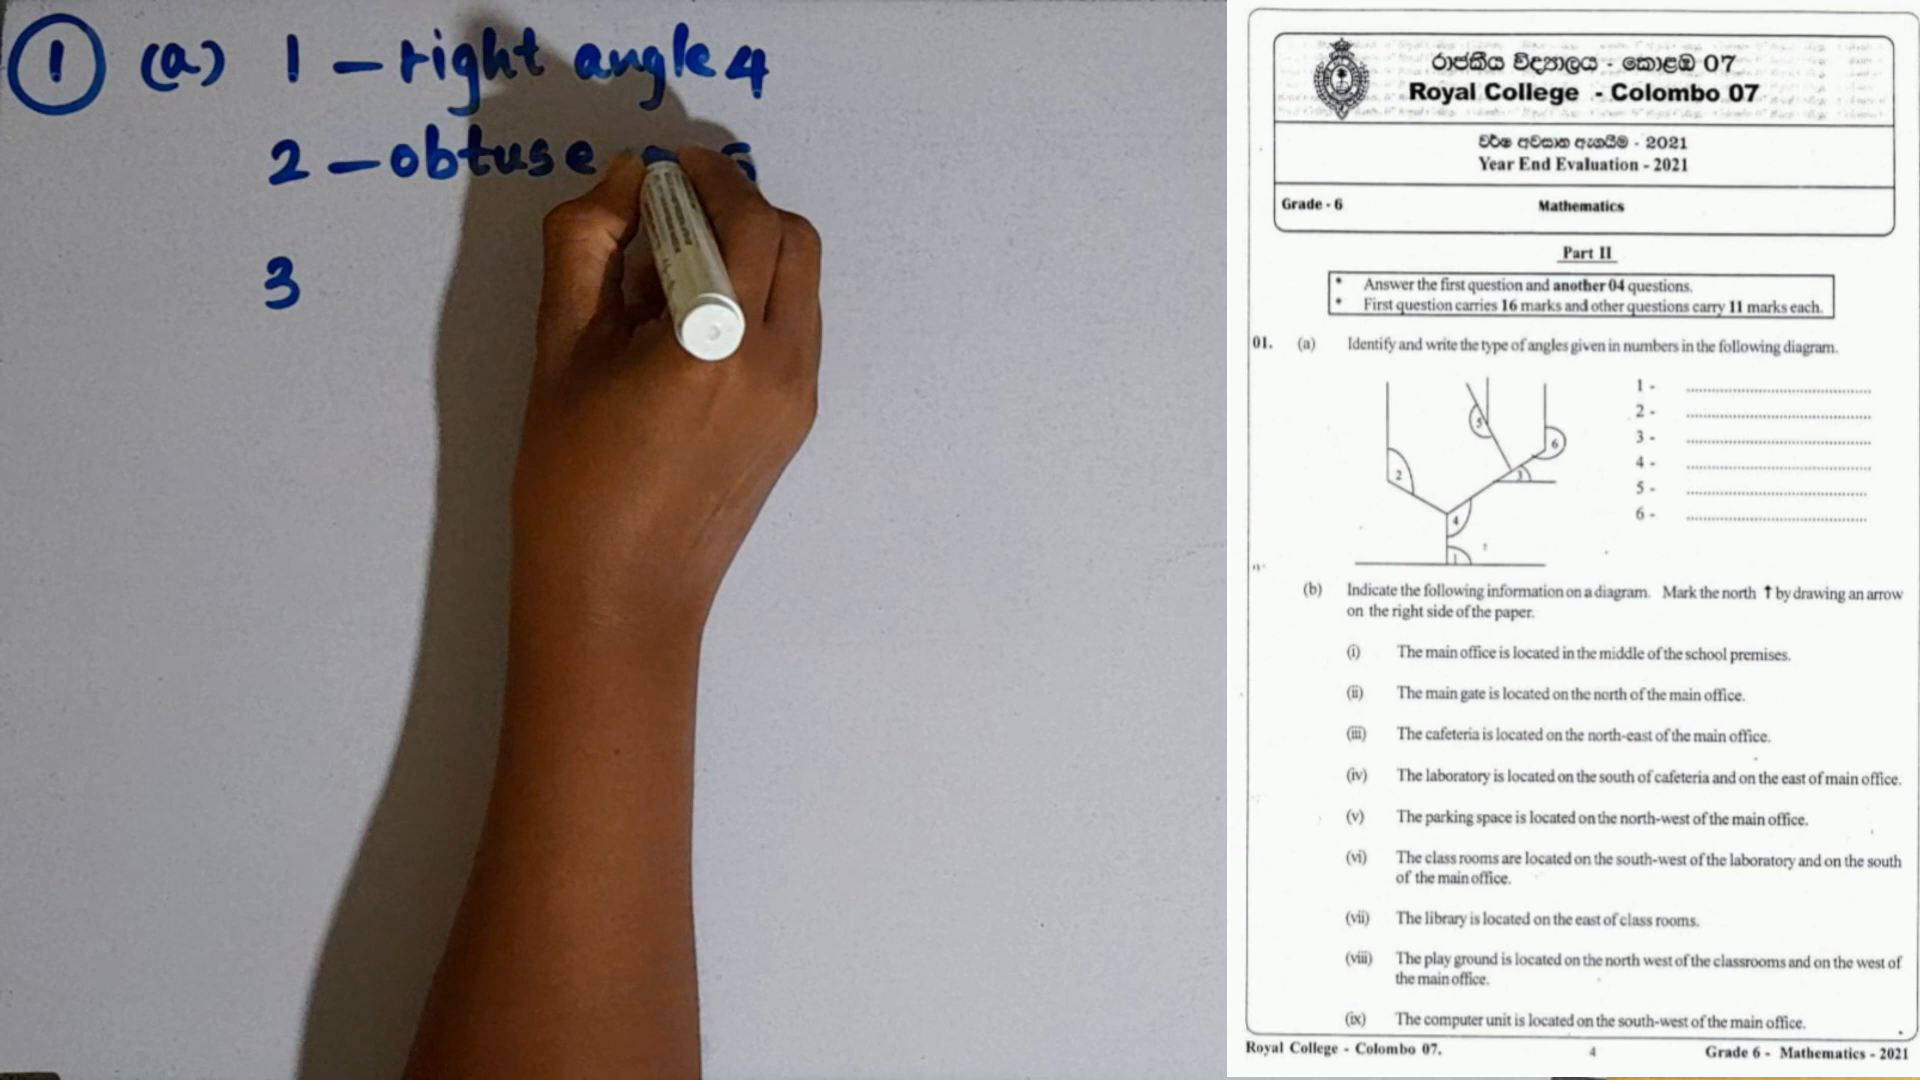 1 (a) 1 - right angle 4
2 - obtuse 5
3
රාජකීය විද්‍යාලය - කොළඹ 07
Royal College - Colombo 07
වර්ෂ අවසාන ඇගයීම - 2021
Year End Evaluation - 2021
Grade - 6 Mathematics
Part II
* Answer the first question and another 04 questions.
* First question carries 16 marks and other questions carry 11 marks each.
01. (a) Identify and write the type of angles given in numbers in the following diagram.
1 - ........................
2 - ........................
3 - ........................
4 - ........................
5 - ........................
6 - ........................
5
6
2
3
4
1
(b) Indicate the following information on a diagram. Mark the north ↑ by drawing an arrow
on the right side of the paper.
(i) The main office is located in the middle of the school premises.
(ii) The main gate is located on the north of the main office.
(iii) The cafeteria is located on the north-east of the main office.
(iv) The laboratory is located on the south of cafeteria and on the east of main office.
(v) The parking space is located on the north-west of the main office.
(vi) The class rooms are located on the south-west of the laboratory and on the south
of the main office.
(vii) The library is located on the east of class rooms.
(viii) The play ground is located on the north west of the classrooms and on the west of
the main office.
(ix) The computer unit is located on the south-west of the main office.
Royal College - Colombo 07. 4 Grade 6 - Mathematics - 2021